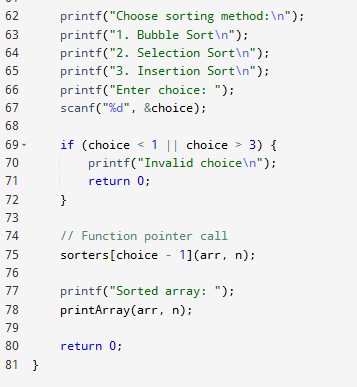 62 printf("Choose sorting method:\n");
63 printf("1. Bubble Sort\n");
64 printf("2. Selection Sort\n");
65 printf("3. Insertion Sort\n");
66 printf("Enter choice: ");
67 scanf("%d", &choice);
68
69 if (choice < 1 || choice > 3) {
70 printf("Invalid choice\n");
71 return 0;
72 }
73
74 // Function pointer call
75 sorters[choice - 1](arr, n);
76
77 printf("Sorted array: ");
78 printArray(arr, n);
79
80 return 0;
81 }